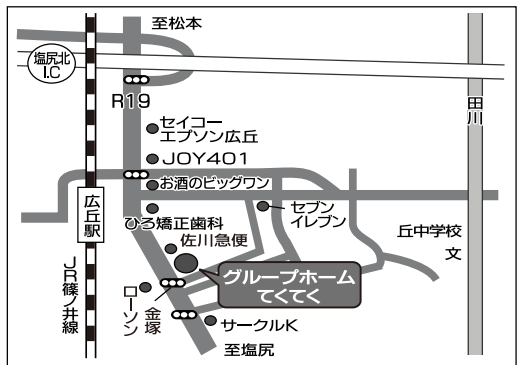 至松本
塩尻北
I.C
R19
セイコー
エプソン広丘
JOY401
お酒のビッグワン
田川
広丘駅
ひろ矯正歯科
セブン
イレブン
佐川急便
丘中学校
文
グループホーム
てくてく
JR篠ノ井線
ローソン
金塚
サークルK
至塩尻